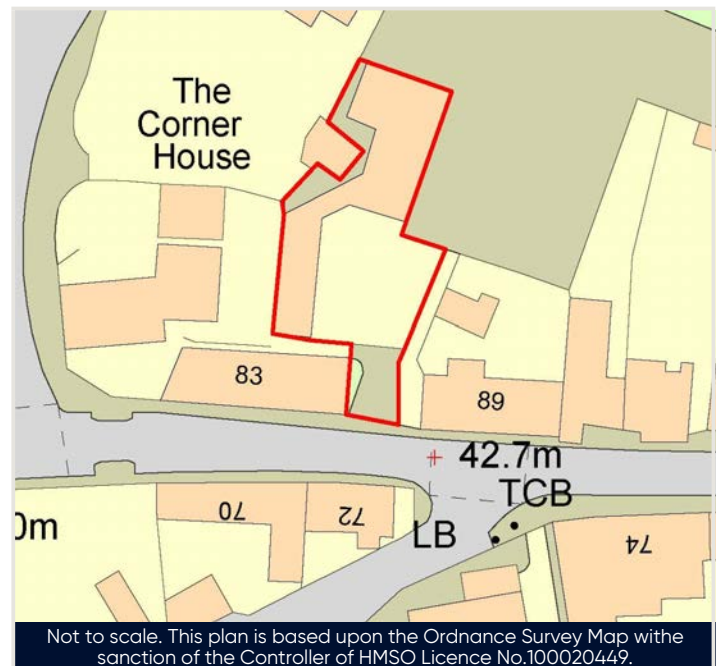 The
Corner
House
83
89
42.7m
TCB
LB
70
72
74
0m
Not to scale. This plan is based upon the Ordnance Survey Map withe
sanction of the Controller of HMSO Licence No.100020449.